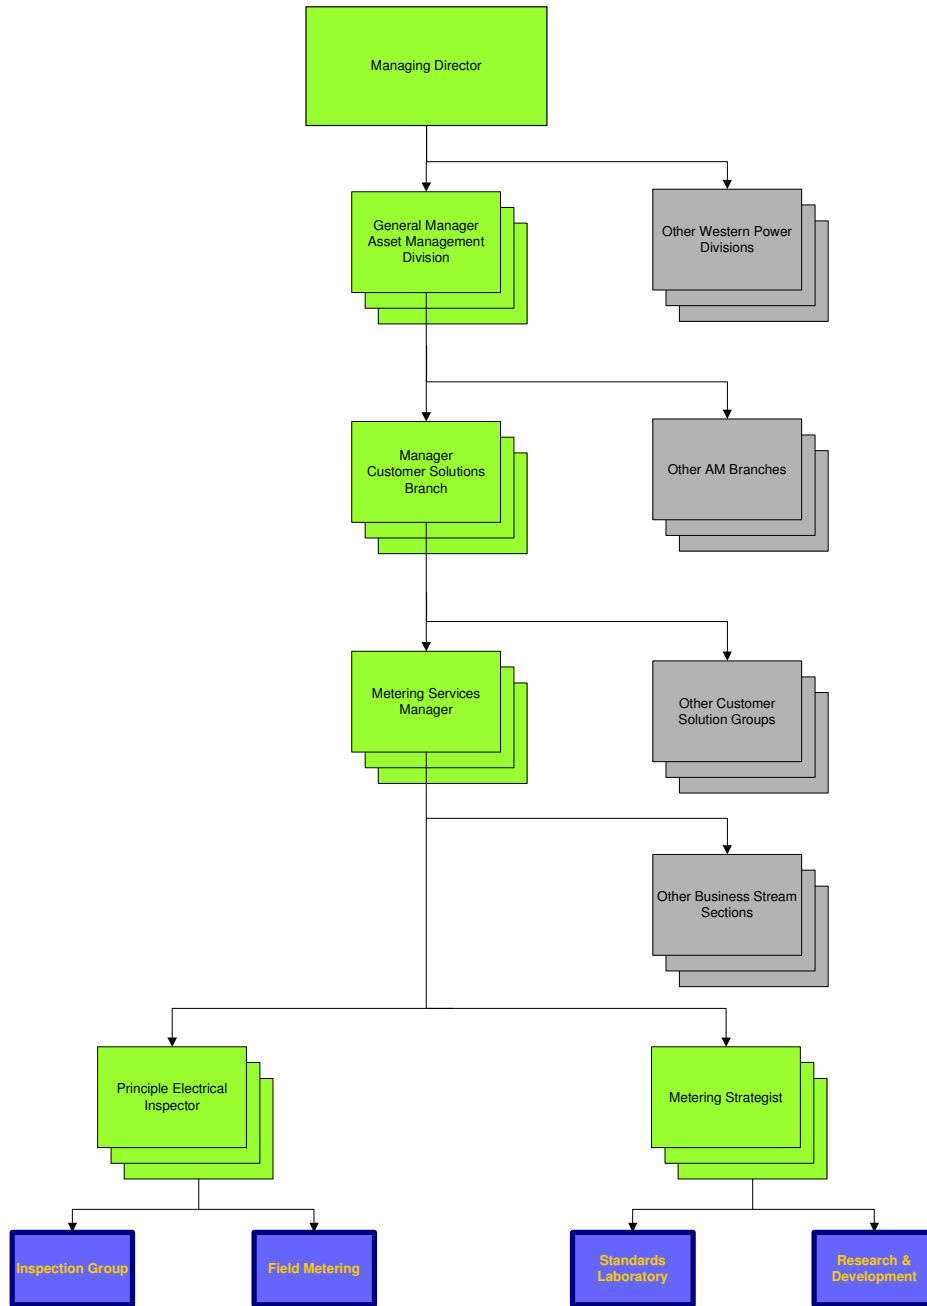 Managing Director
General Manager
Asset Management
Division
Other Western Power
Divisions
Manager
Customer Solutions
Branch
Other AM Branches
Metering Services
Manager
Other Customer
Solution Groups
Other Business Stream
Sections
Principle Electrical
Inspector
Metering Strategist
Inspection Group
Field Metering
Standards
Laboratory
Research &
Development